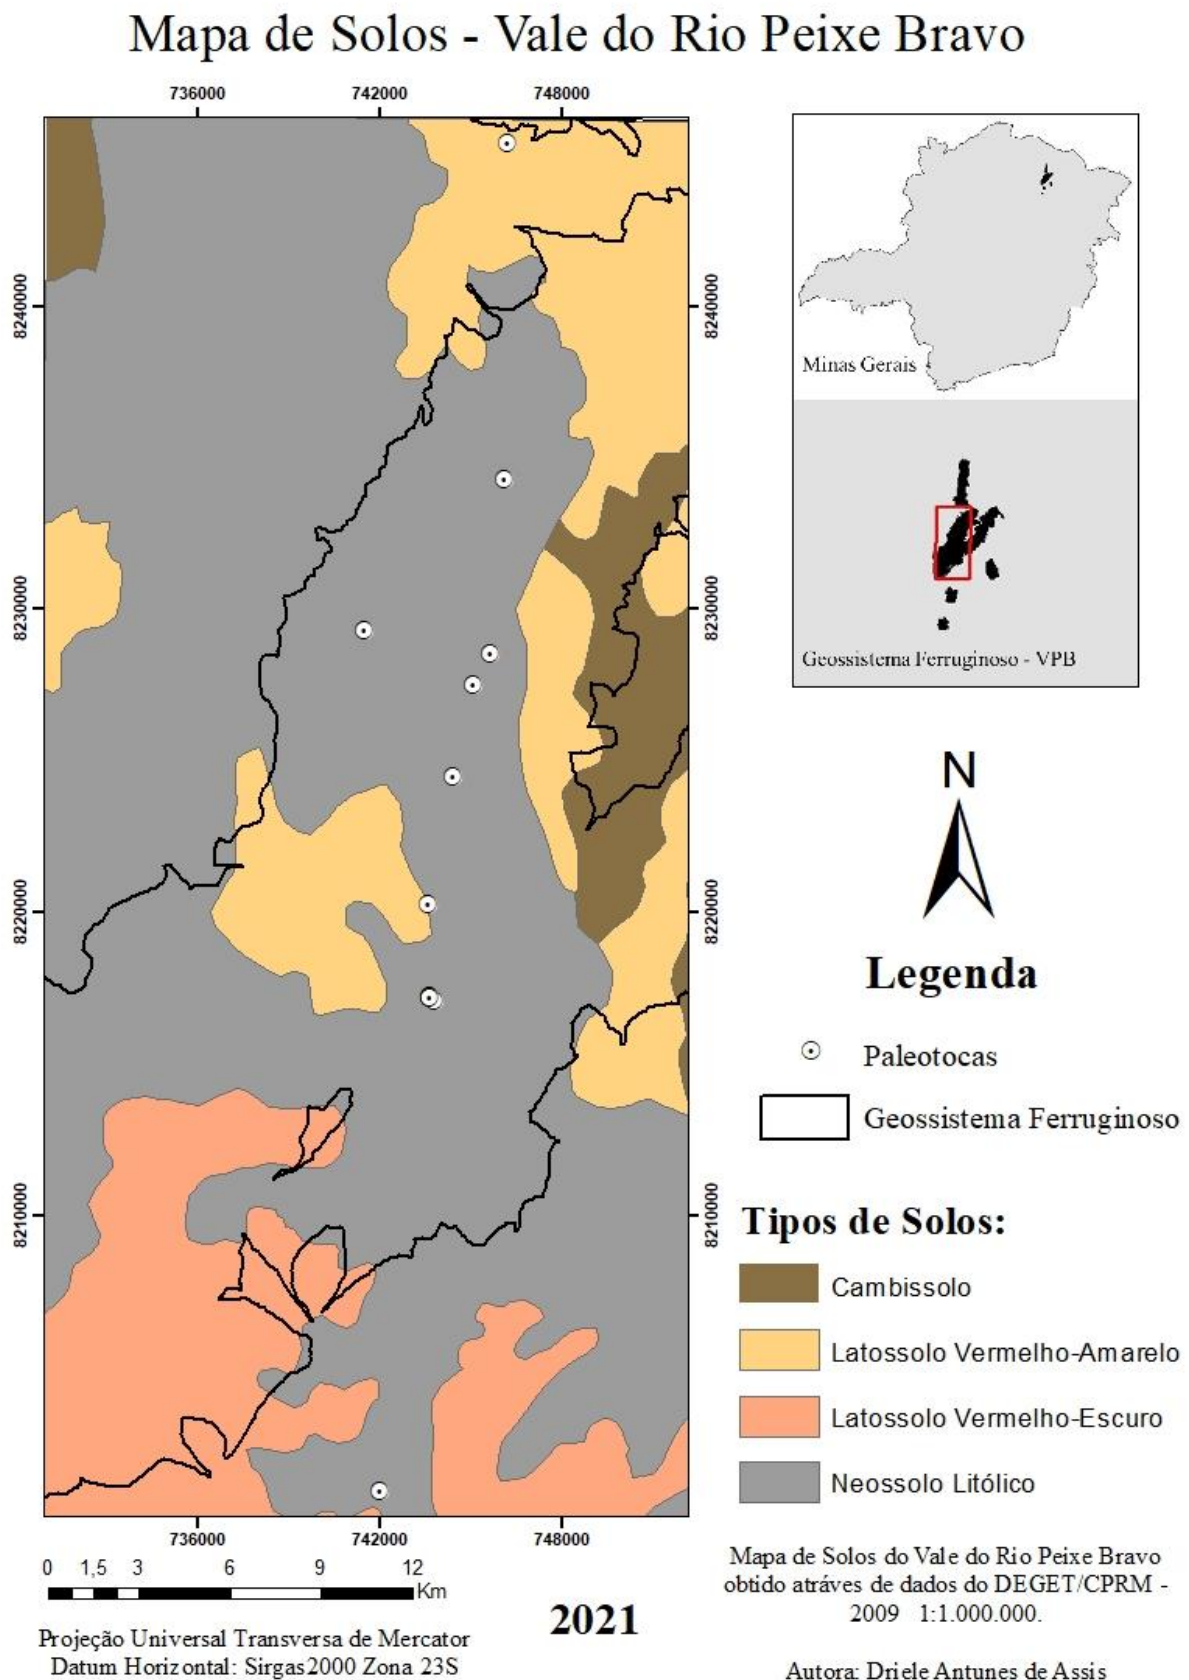 Mapa de Solos - Vale do Rio Peixe Bravo
736000 742000 748000
8240000
8240000
8230000
8230000
8220000
8220000
8210000
8210000
736000 742000 748000
Minas Gerais
Geossistema Ferruginoso - VPB
N
Legenda
Paleotocas
Geossistema Ferruginoso
Tipos de Solos:
Cambissolo
Latossolo Vermelho-Amarelo
Latossolo Vermelho-Escuro
Neossolo Litólico
0 1,5 3 6 9 12
Km
Projeção Universal Transversa de Mercator
Datum Horizontal: Sirgas2000 Zona 23S
2021
Mapa de Solos do Vale do Rio Peixe Bravo
obtido atráves de dados do DEGET/CPRM -
2009 1:1.000.000.
Autora: Driele Antunes de Assis